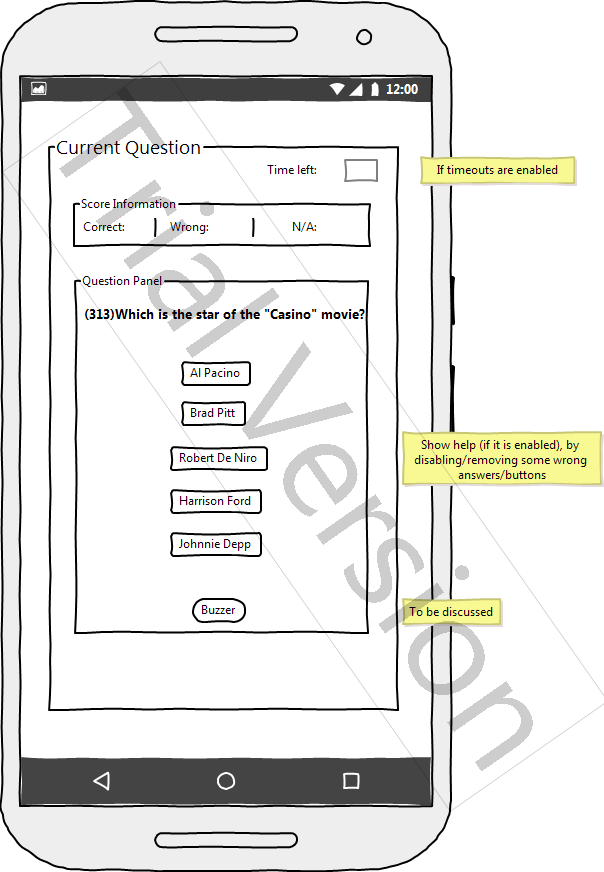 12:00
Current Question
Time left:
If timeouts are enabled
Score Information
Correct:
Wrong:
N/A:
Question Panel
(313)Which is the star of the "Casino" movie?
Al Pacino
Brad Pitt
Robert De Niro
Show help (if it is enabled), by
disabling/removing some wrong
answers/buttons
Harrison Ford
Johnnie Depp
Buzzer
To be discussed
Trial Version